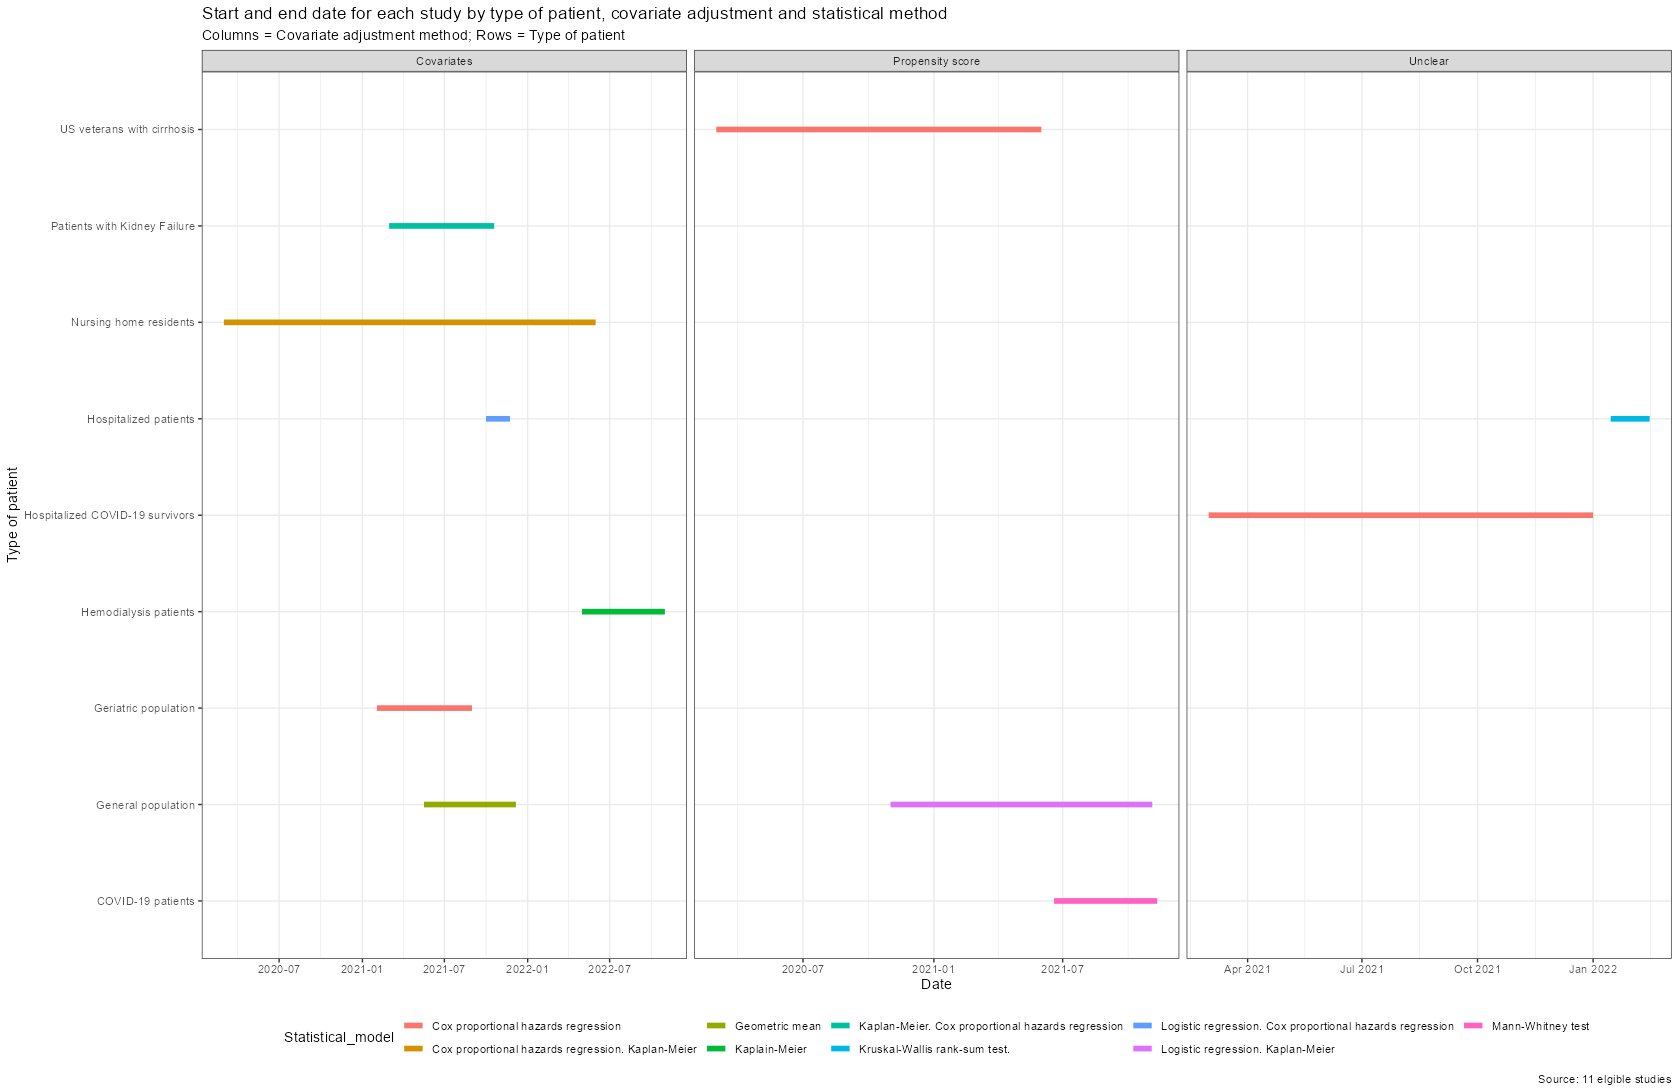 Start and end date for each study by type of patient, covariate adjustment and statistical method
Columns = Covariate adjustment method; Rows = Type of patient
Covariates
Propensity score
Unclear
Type of patient
US veterans with cirrhosis
Patients with Kidney Failure
Nursing home residents
Hospitalized patients
Hospitalized COVID-19 survivors
Hemodialysis patients
Geriatric population
General population
COVID-19 patients
2020-07 2021-01 2021-07 2022-01 2022-07
2020-07 2021-01 2021-07
Apr 2021 Jul 2021 Oct 2021 Jan 2022
Date
Statistical_model
Cox proportional hazards regression
Cox proportional hazards regression. Kaplan-Meier
Geometric mean
Kaplain-Meier
Kaplan-Meier. Cox proportional hazards regression
Kruskal-Wallis rank-sum test.
Logistic regression. Cox proportional hazards regression
Logistic regression. Kaplan-Meier
Mann-Whitney test
Source: 11 elgible studies